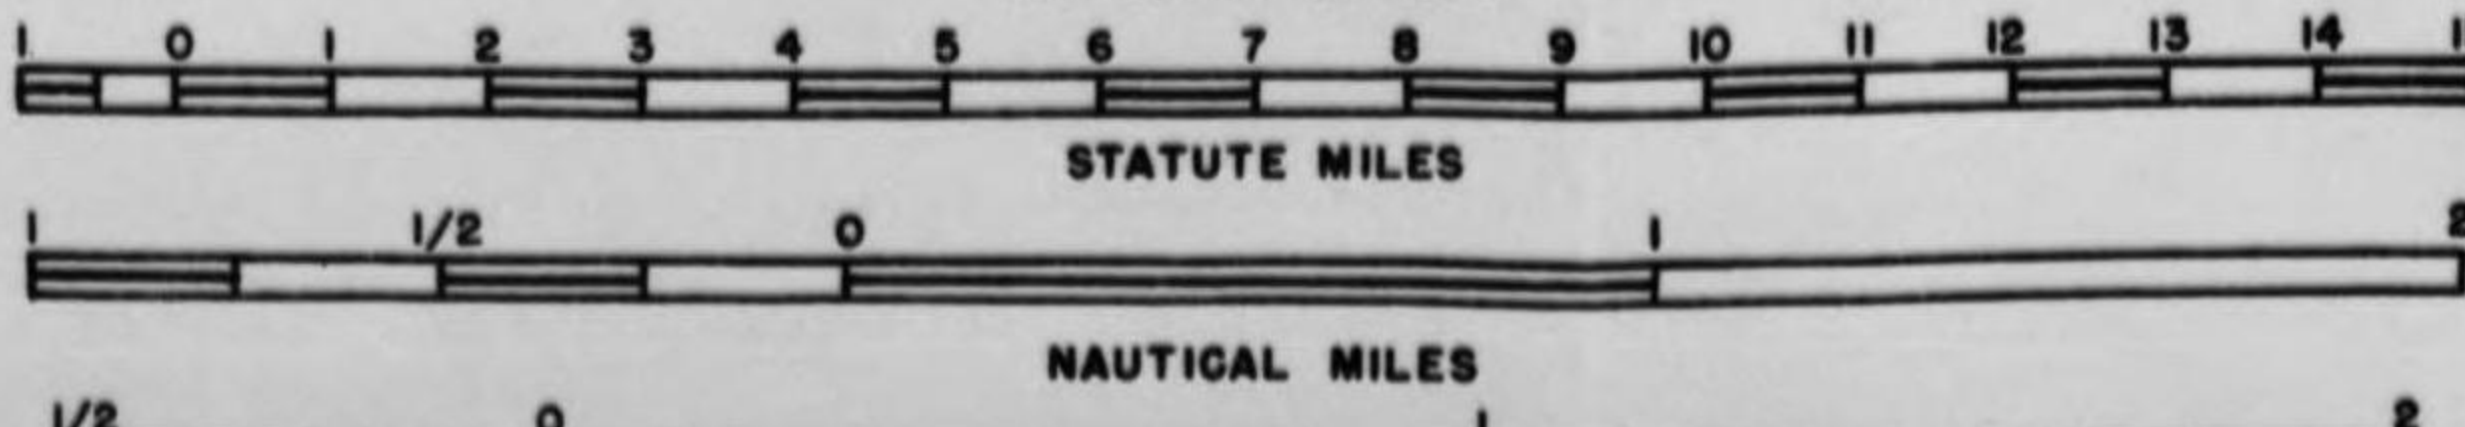 1 0 1 2 3 4 5 6 7 8 9 10 11 12 13 14
STATUTE MILES
1 1/2 0 1 2
NAUTICAL MILES
1/2 0 1 2